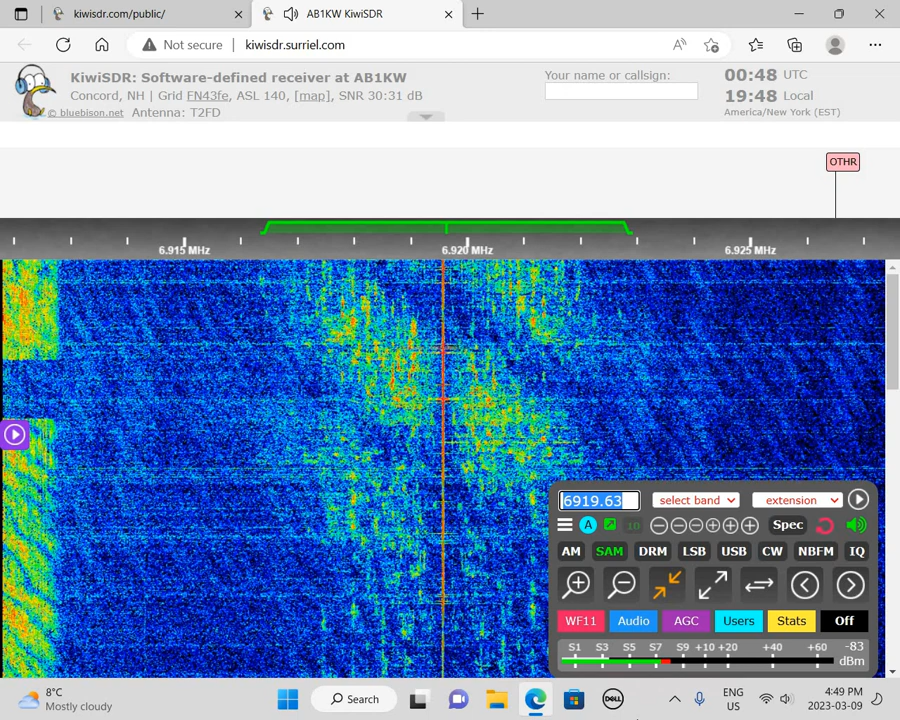 kiwisdr.com/public/
AB1KW KiwiSDR
Not secure
kiwisdr.surriel.com
KiwiSDR: Software-defined receiver at AB1KW
Concord, NH | Grid FN43fe, ASL 140, [map], SNR 30:31 dB
© bluebison.net Antenna: T2FD
Your name or callsign:
00:48 UTC
19:48 Local
America/New York (EST)
OTHR
6.915 MHz 6.920 MHz 6.925 MHz
6919.63 select band extension
A 10 Spec
AM SAM DRM LSB USB CW NBFM IQ
WF11 Audio AGC Users Stats Off
S1 S3 S5 S7 S9 +10 +20 +40 +60 -83
dBm
8°C
Mostly cloudy
Search
DELL
ENG
US
4:49 PM
2023-03-09